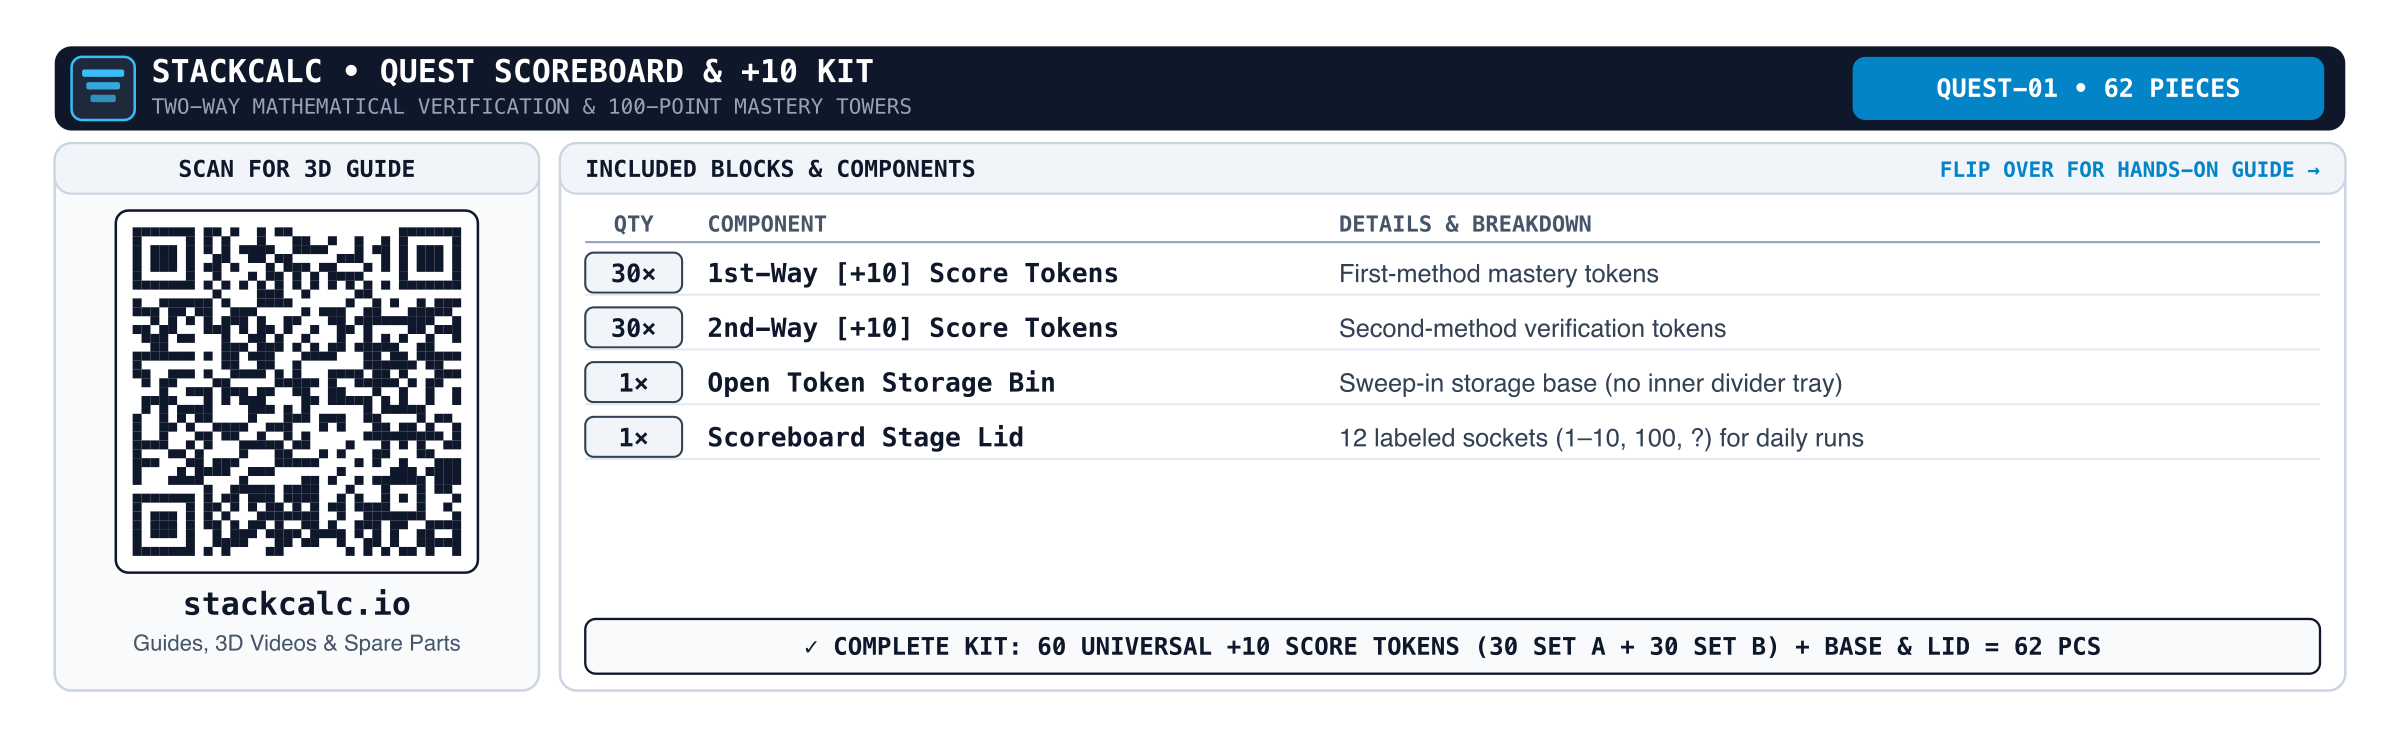 STACKCALC • QUEST SCOREBOARD & +10 KIT
TWO-WAY MATHEMATICAL VERIFICATION & 100-POINT MASTERY TOWERS
QUEST-01 • 62 PIECES
SCAN FOR 3D GUIDE
stackcalc.io
Guides, 3D Videos & Spare Parts
INCLUDED BLOCKS & COMPONENTS
FLIP OVER FOR HANDS-ON GUIDE →
QTY COMPONENT DETAILS & BREAKDOWN
30× 1st-Way [+10] Score Tokens First-method mastery tokens
30× 2nd-Way [+10] Score Tokens Second-method verification tokens
1× Open Token Storage Bin Sweep-in storage base (no inner divider tray)
1× Scoreboard Stage Lid 12 labeled sockets (1–10, 100, ?) for daily runs
✓ COMPLETE KIT: 60 UNIVERSAL +10 SCORE TOKENS (30 SET A + 30 SET B) + BASE & LID = 62 PCS